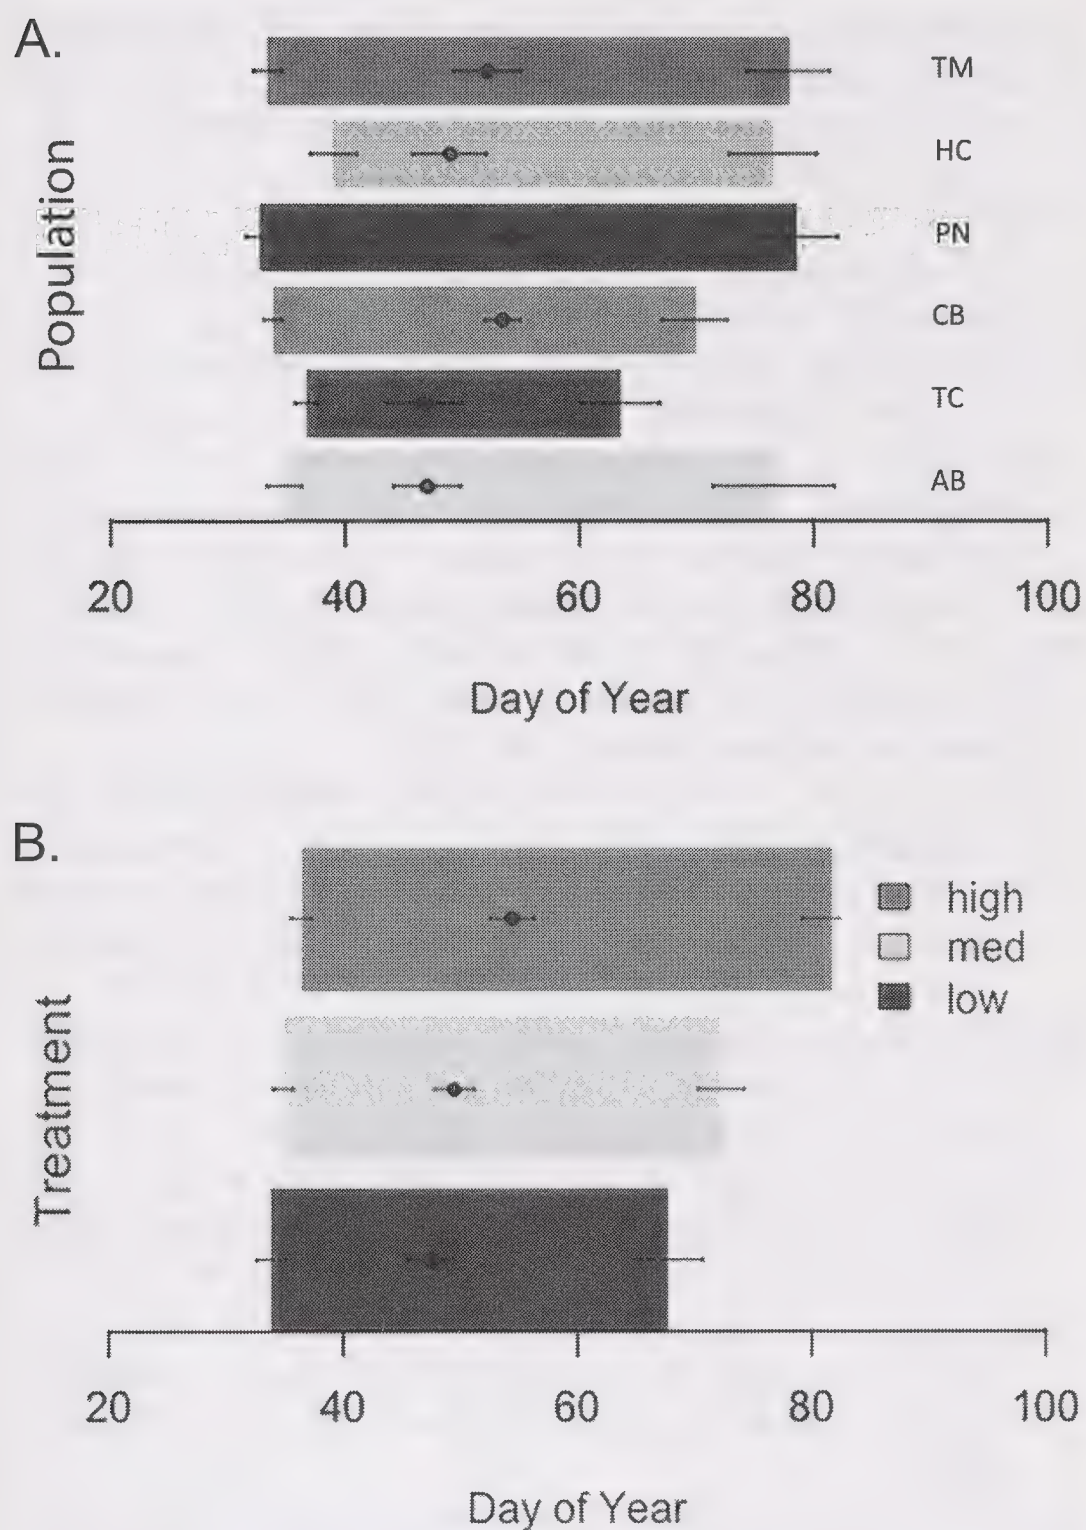 A.
Population
TM
HC
PN
CB
TC
AB
20 40 60 80 100
Day of Year
B.
Treatment
high
med
low
20 40 60 80 100
Day of Year